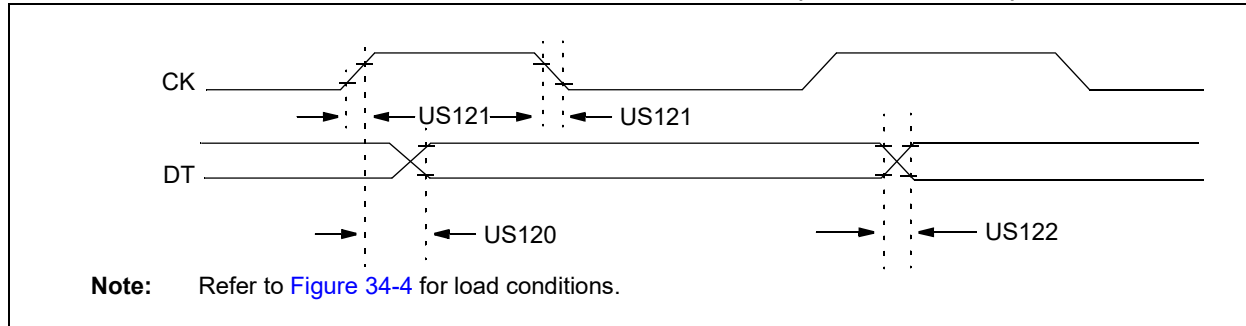 CK
US121
US121
DT
US120
US122
Note: Refer to Figure 34-4 for load conditions.